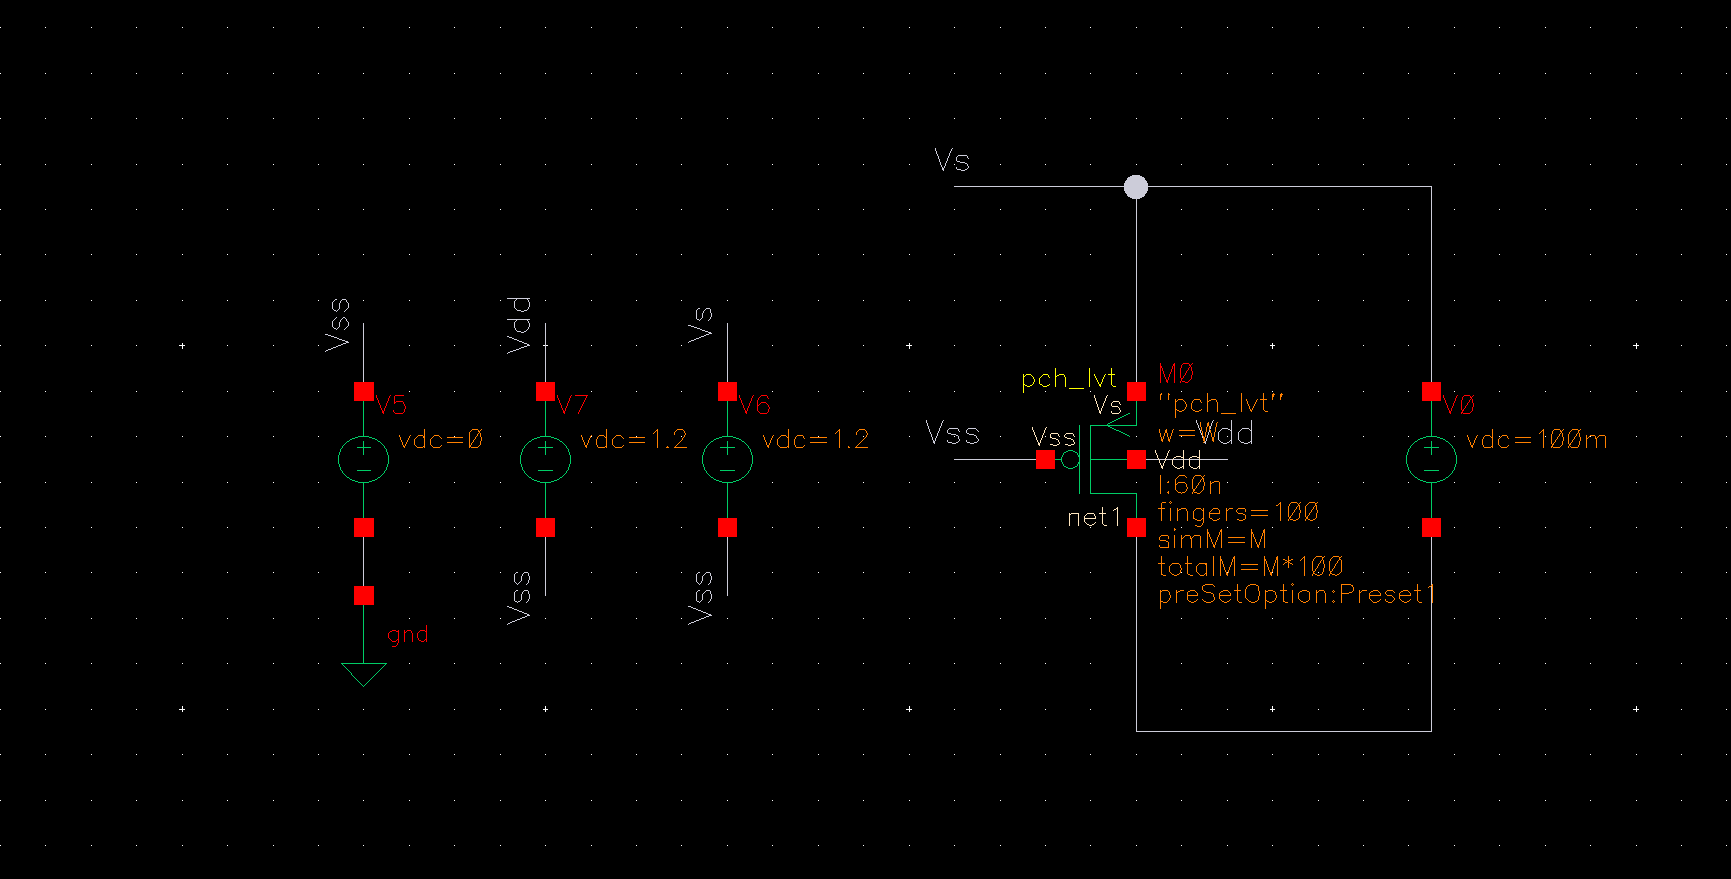 Vs
Vss
Vdd
Vs
V5
vdc=0
V7
vdc=1.2
V6
vdc=1.2
Vss
Vss
gnd
pch_lvt
M0
Vs
"pch_lvt"
Vss
Vss
w=W
Vdd
Vdd
l:60n
net1
fingers=100
simM=M
totalM=M*100
preSetOption:Preset1
V0
vdc=100m